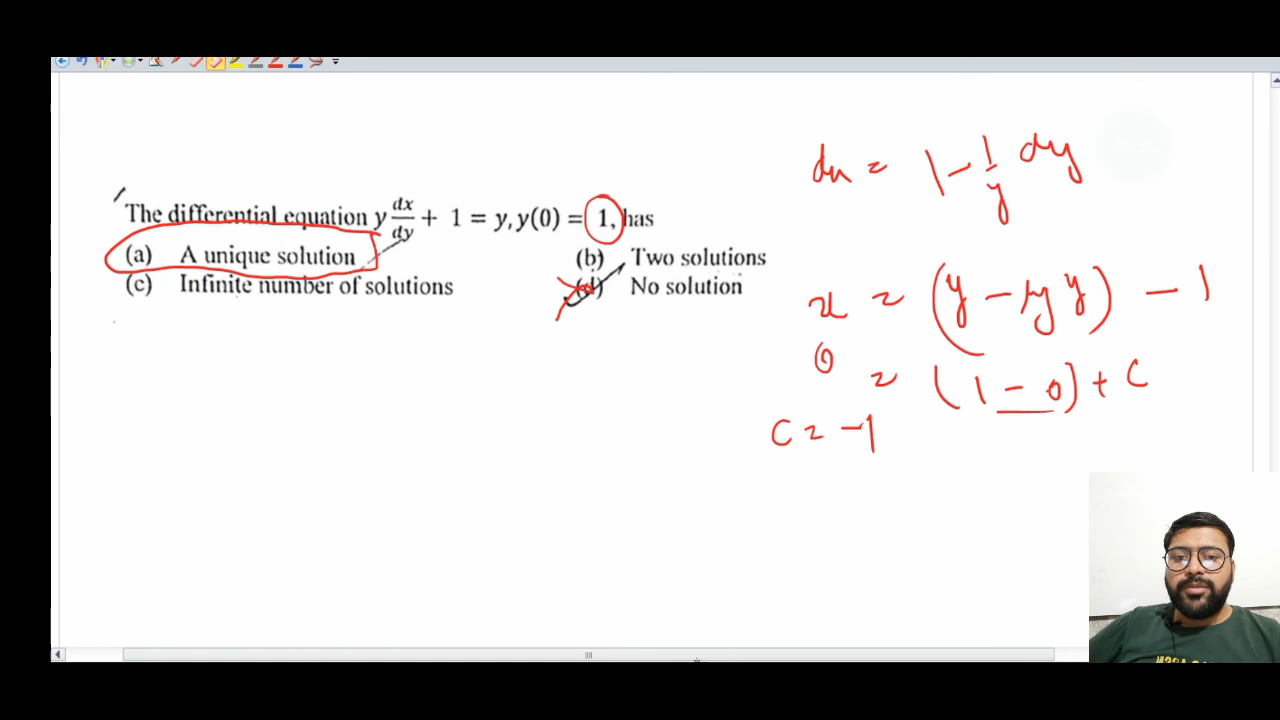 The differential equation y dx/dy + 1 = y, y(0) = 1, has
(a) A unique solution (b) Two solutions
(c) Infinite number of solutions (d) No solution
dx = 1 - 1/y dy
x = (y - log y) - 1
0 = (1 - 0) + C
C = -1